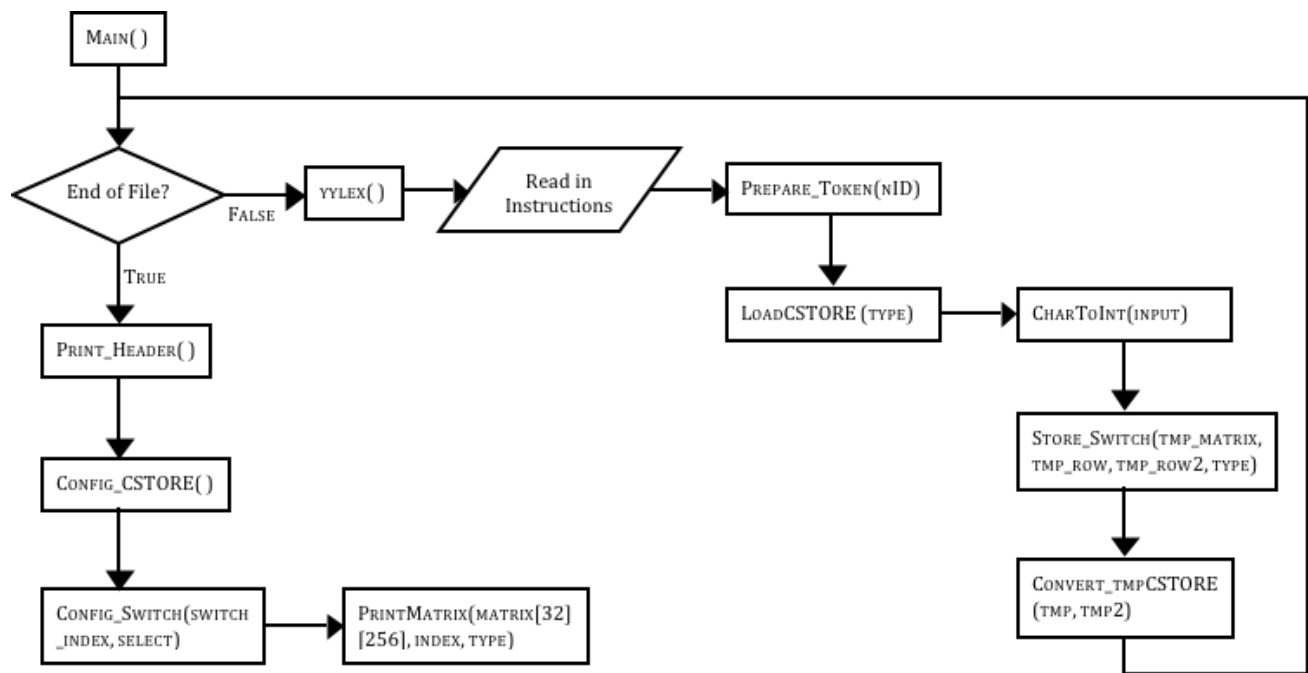 MAIN( )
End of File?
FALSE
YYLEX( )
Read in
Instructions
PREPARE_TOKEN(NID)
TRUE
LOADCSTORE (TYPE)
CHARTOINT(INPUT)
PRINT_HEADER( )
STORE_SWITCH(TMP_MATRIX,
TMP_ROW, TMP_ROW2, TYPE)
CONFIG_CSTORE( )
CONVERT_TMPCSTORE
(TMP, TMP2)
CONFIG_SWITCH(SWITCH
_INDEX, SELECT)
PRINTMATRIX(MATRIX[32]
[256], INDEX, TYPE)